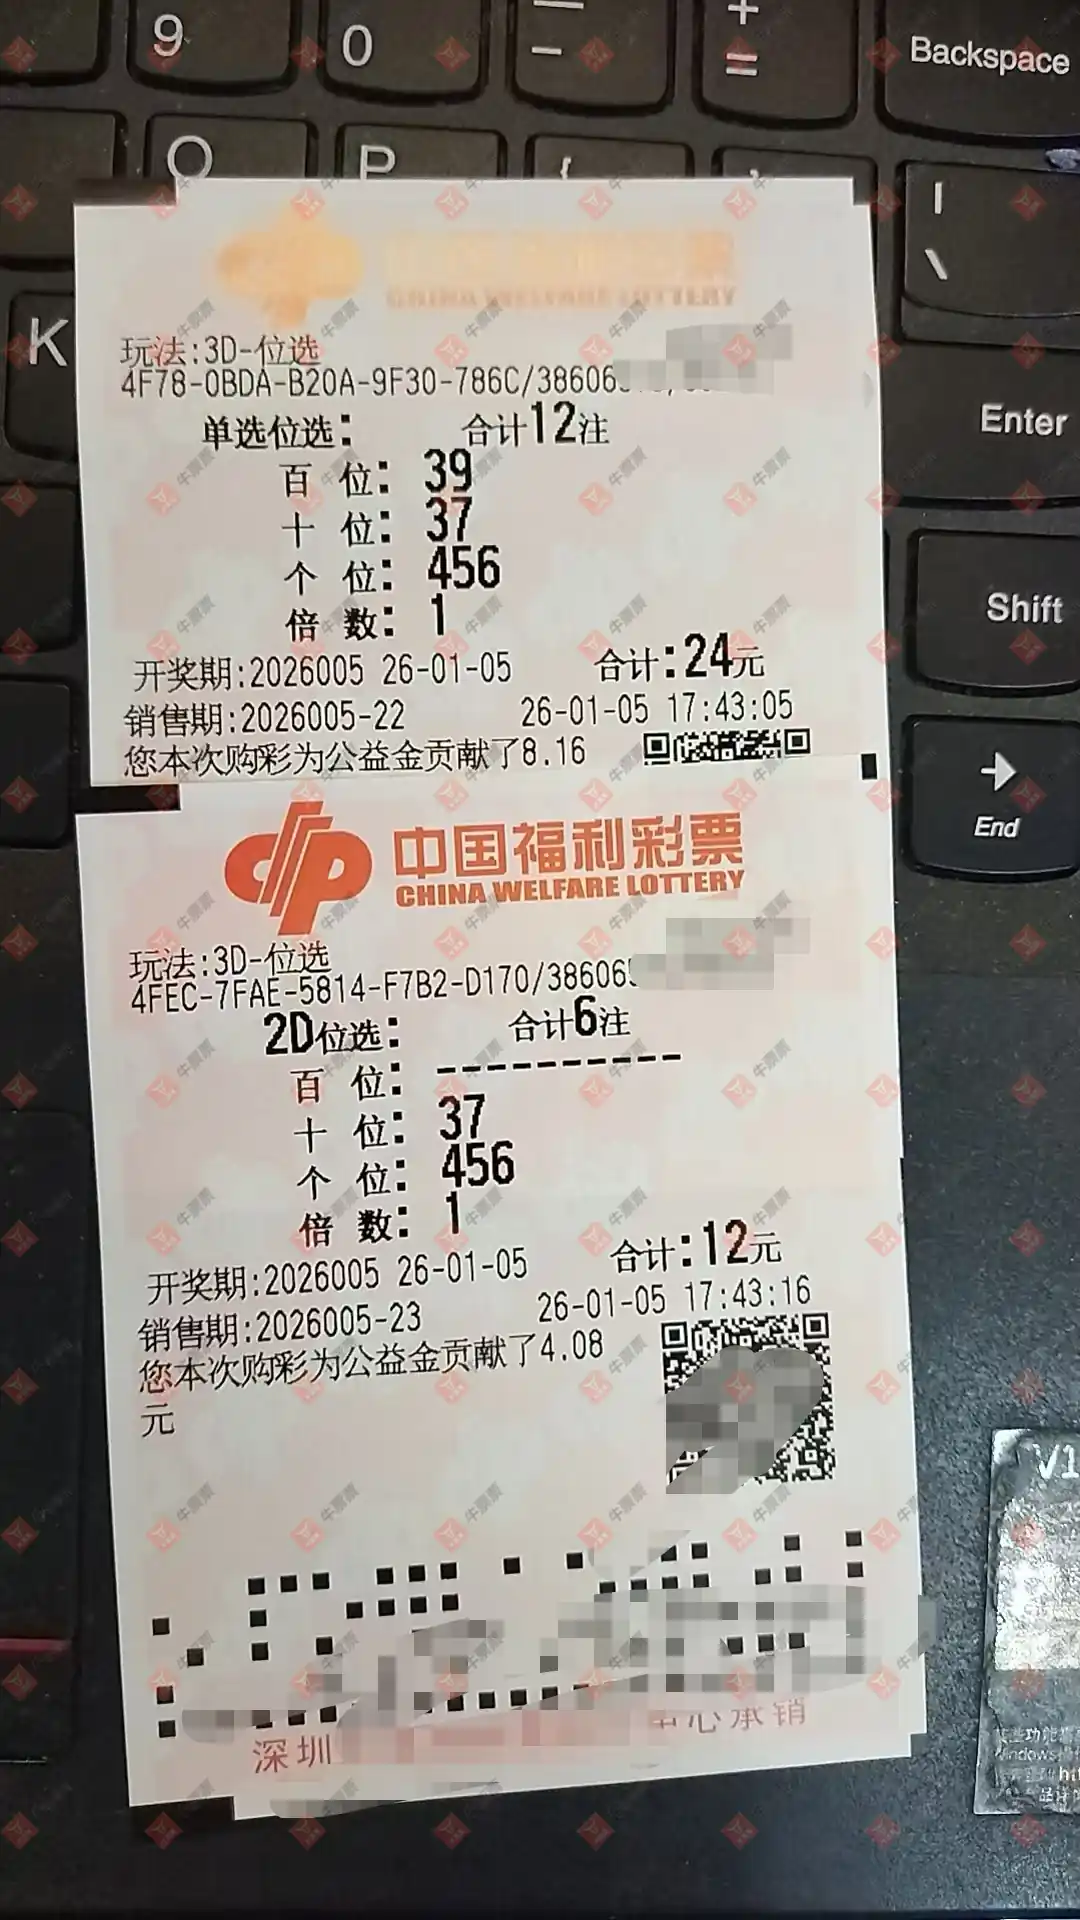 9
0
—
-
+
=
Backspace
O
P
{
K
|
\
Enter
Shift
→
End
玩法:3D-位选
4F78-0BDA-B20A-9F30-786C/38606
单选位选: 合计12注
百 位: 39
十 位: 37
个 位: 456
倍 数: 1
开奖期:2026005 26-01-05 合计:24元
销售期:2026005-22 26-01-05 17:43:05
您本次购彩为公益金贡献了8.16
中国福利彩票
CHINA WELFARE LOTTERY
玩法:3D-位选
4FEC-7FAE-5814-F7B2-D170/38606
2D位选: 合计6注
百 位: ----------
十 位: 37
个 位: 456
倍 数: 1
开奖期:2026005 26-01-05 合计:12元
销售期:2026005-23 26-01-05 17:43:16
您本次购彩为公益金贡献了4.08
元
深圳 中心承销
V1
牛票票